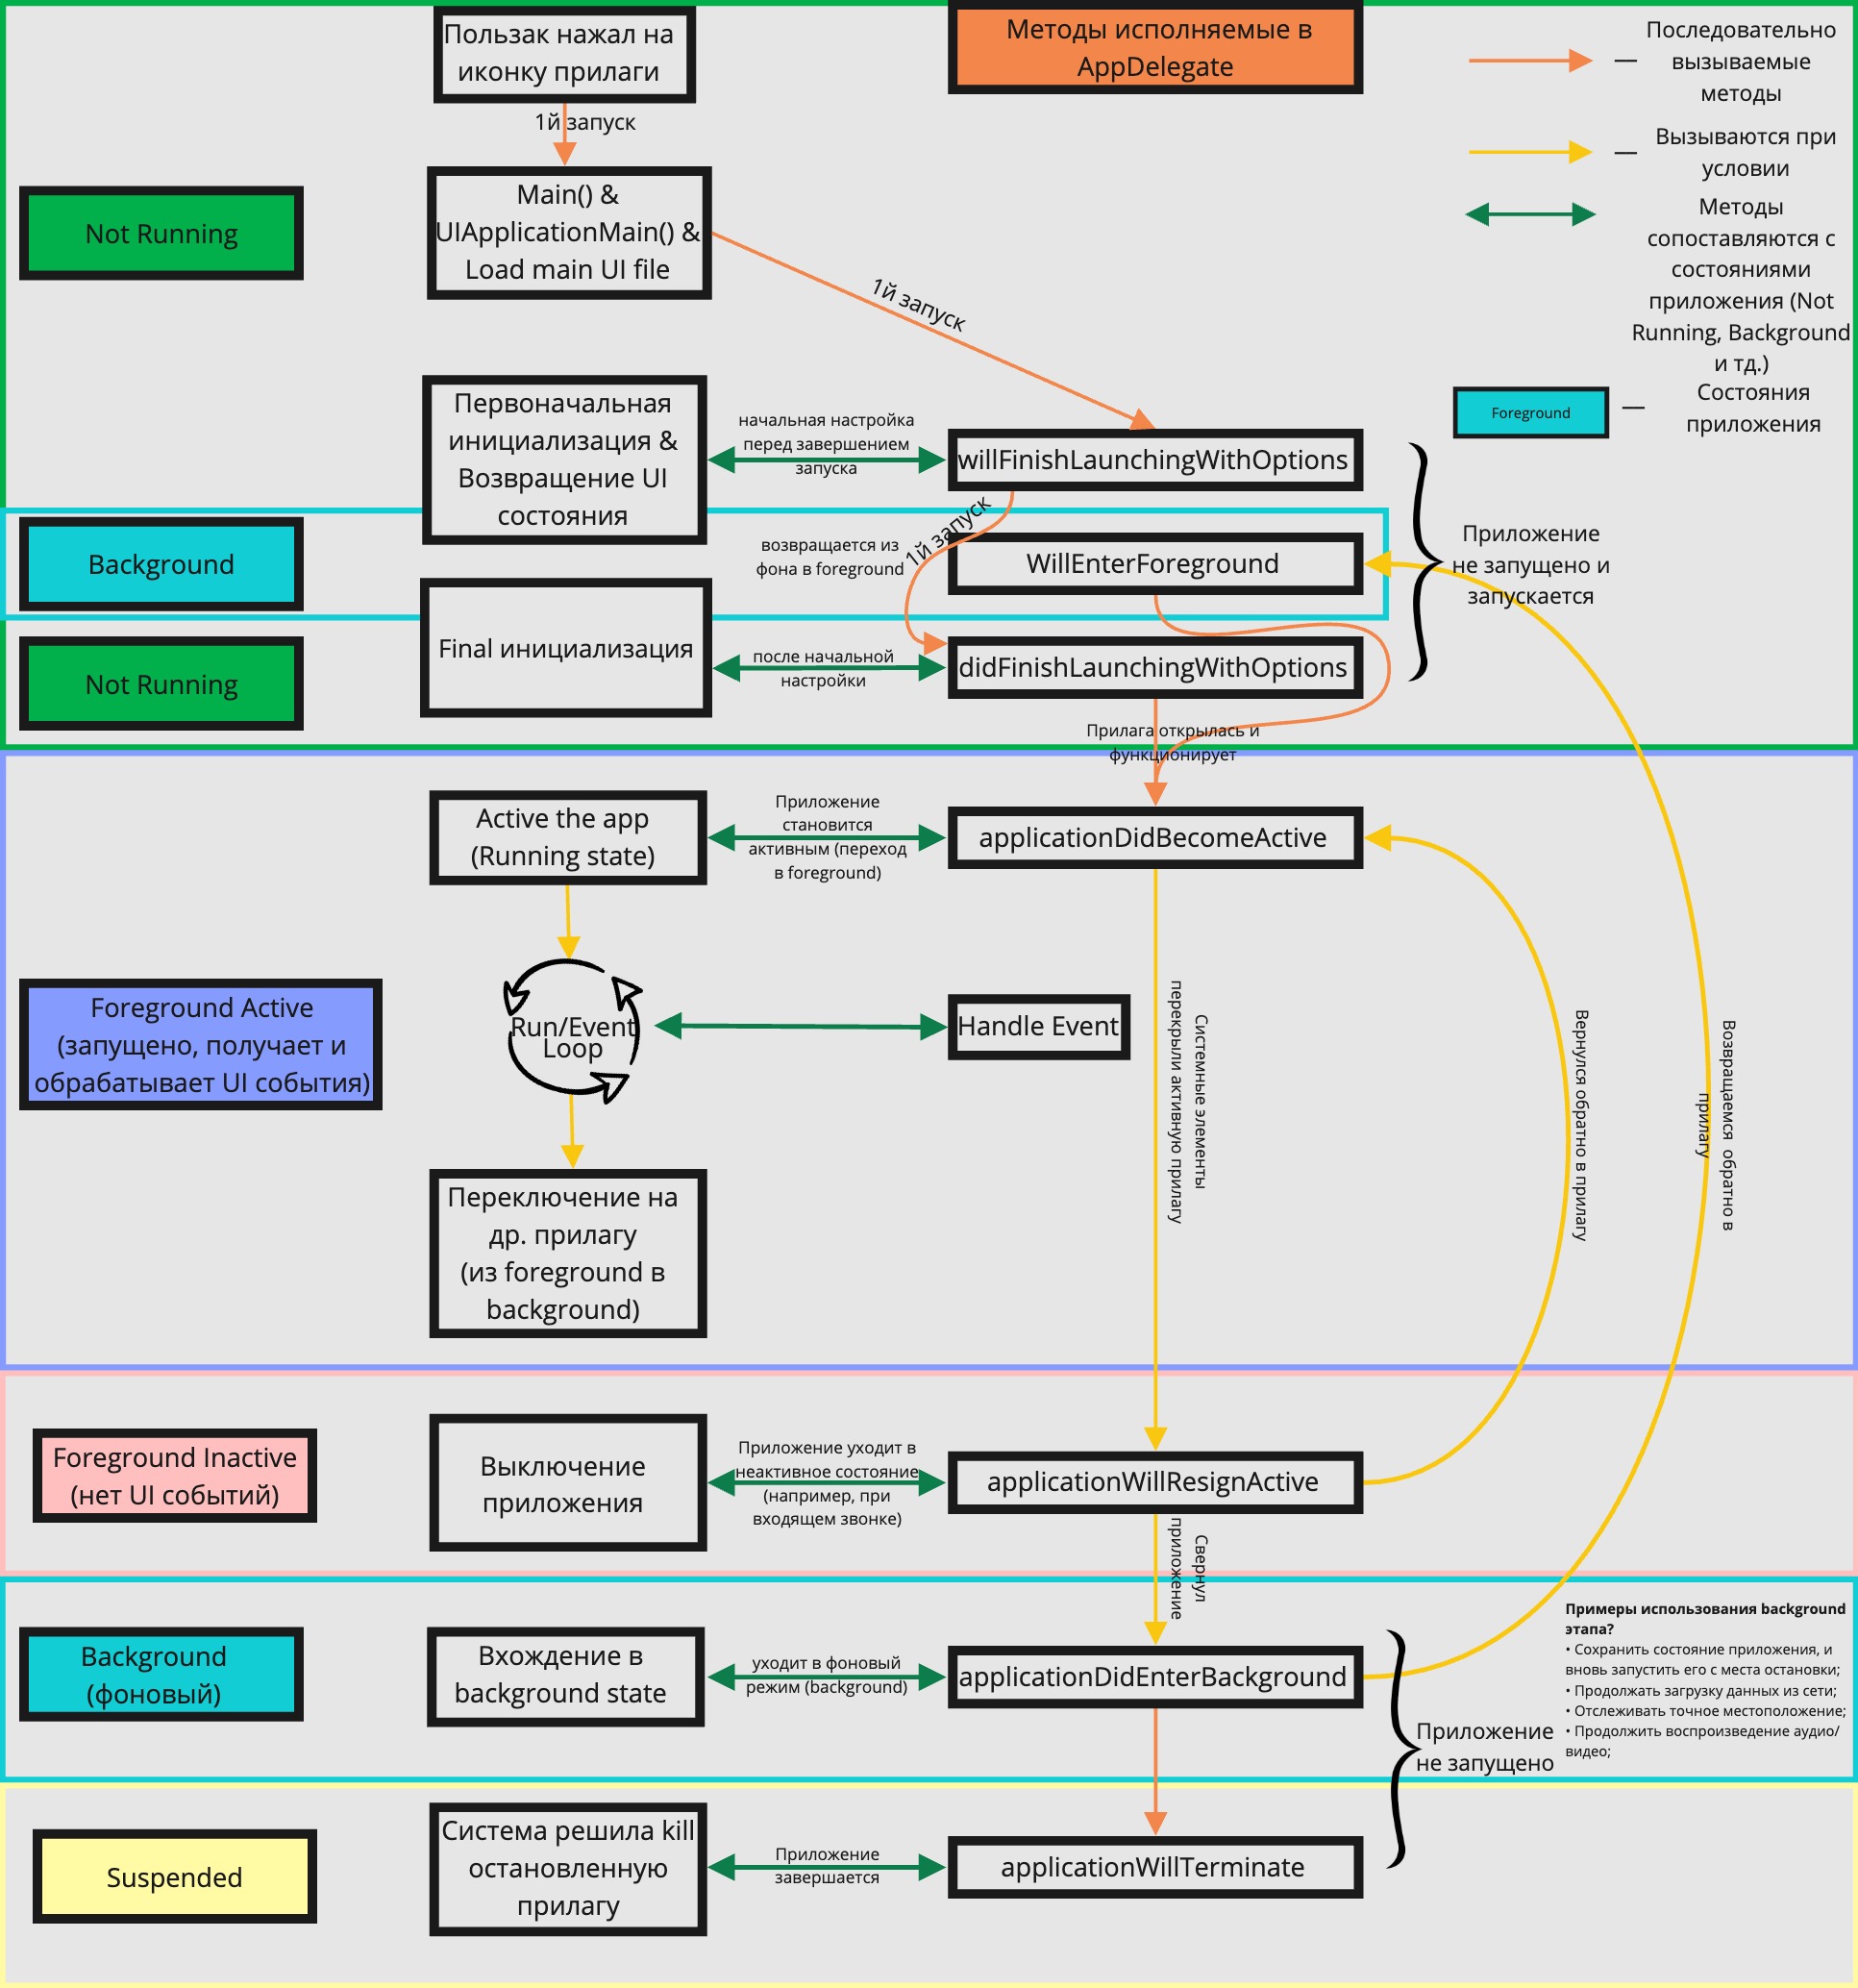 Пользак нажал на
иконку прилаги
Методы исполняемые в
AppDelegate
Последовательно
— вызываемые
методы
1й запуск
Вызываются при
— условии
Not Running
Main() &
UIApplicationMain() &
Load main UI file
Методы
сопоставляются с
состояниями
приложения (Not
Running, Background
и тд.)
1й запуск
Foreground
— Состояния
приложения
Первоначальная
инициализация &
Возвращение UI
состояния
начальная настройка
перед завершением
запуска
willFinishLaunchingWithOptions
1й запуск
Background
возвращается из
фона в foreground
WillEnterForeground
Приложение
не запущено и
запускается
Not Running
Final инициализация
после начальной
настройки
didFinishLaunchingWithOptions
Прилага открылась и
функционирует
Active the app
(Running state)
Приложение
становится
активным (переход
в foreground)
applicationDidBecomeActive
Foreground Active
(запущено, получает и
обрабатывает UI события)
Run/Event
Loop
Handle Event
Системные элементы
перекрыли активную прилагу
Вернулся обратно в прилагу
Возвращаемся обратно в
прилагу
Переключение на
др. прилагу
(из foreground в
background)
Foreground Inactive
(нет UI событий)
Выключение
приложения
Приложение уходит в
неактивное состояние
(например, при
входящем звонке)
applicationWillResignActive
Свернул
приложение
Background
(фоновый)
Вхождение в
background state
уходит в фоновый
режим (background)
applicationDidEnterBackground
Примеры использования background
этапа?
• Сохранить состояние приложения, и
вновь запустить его с места остановки;
• Продолжать загрузку данных из сети;
• Отслеживать точное местоположение;
• Продолжить воспроизведение аудио/
видео;
Приложение
не запущено
Suspended
Система решила kill
остановленную
прилагу
Приложение
завершается
applicationWillTerminate